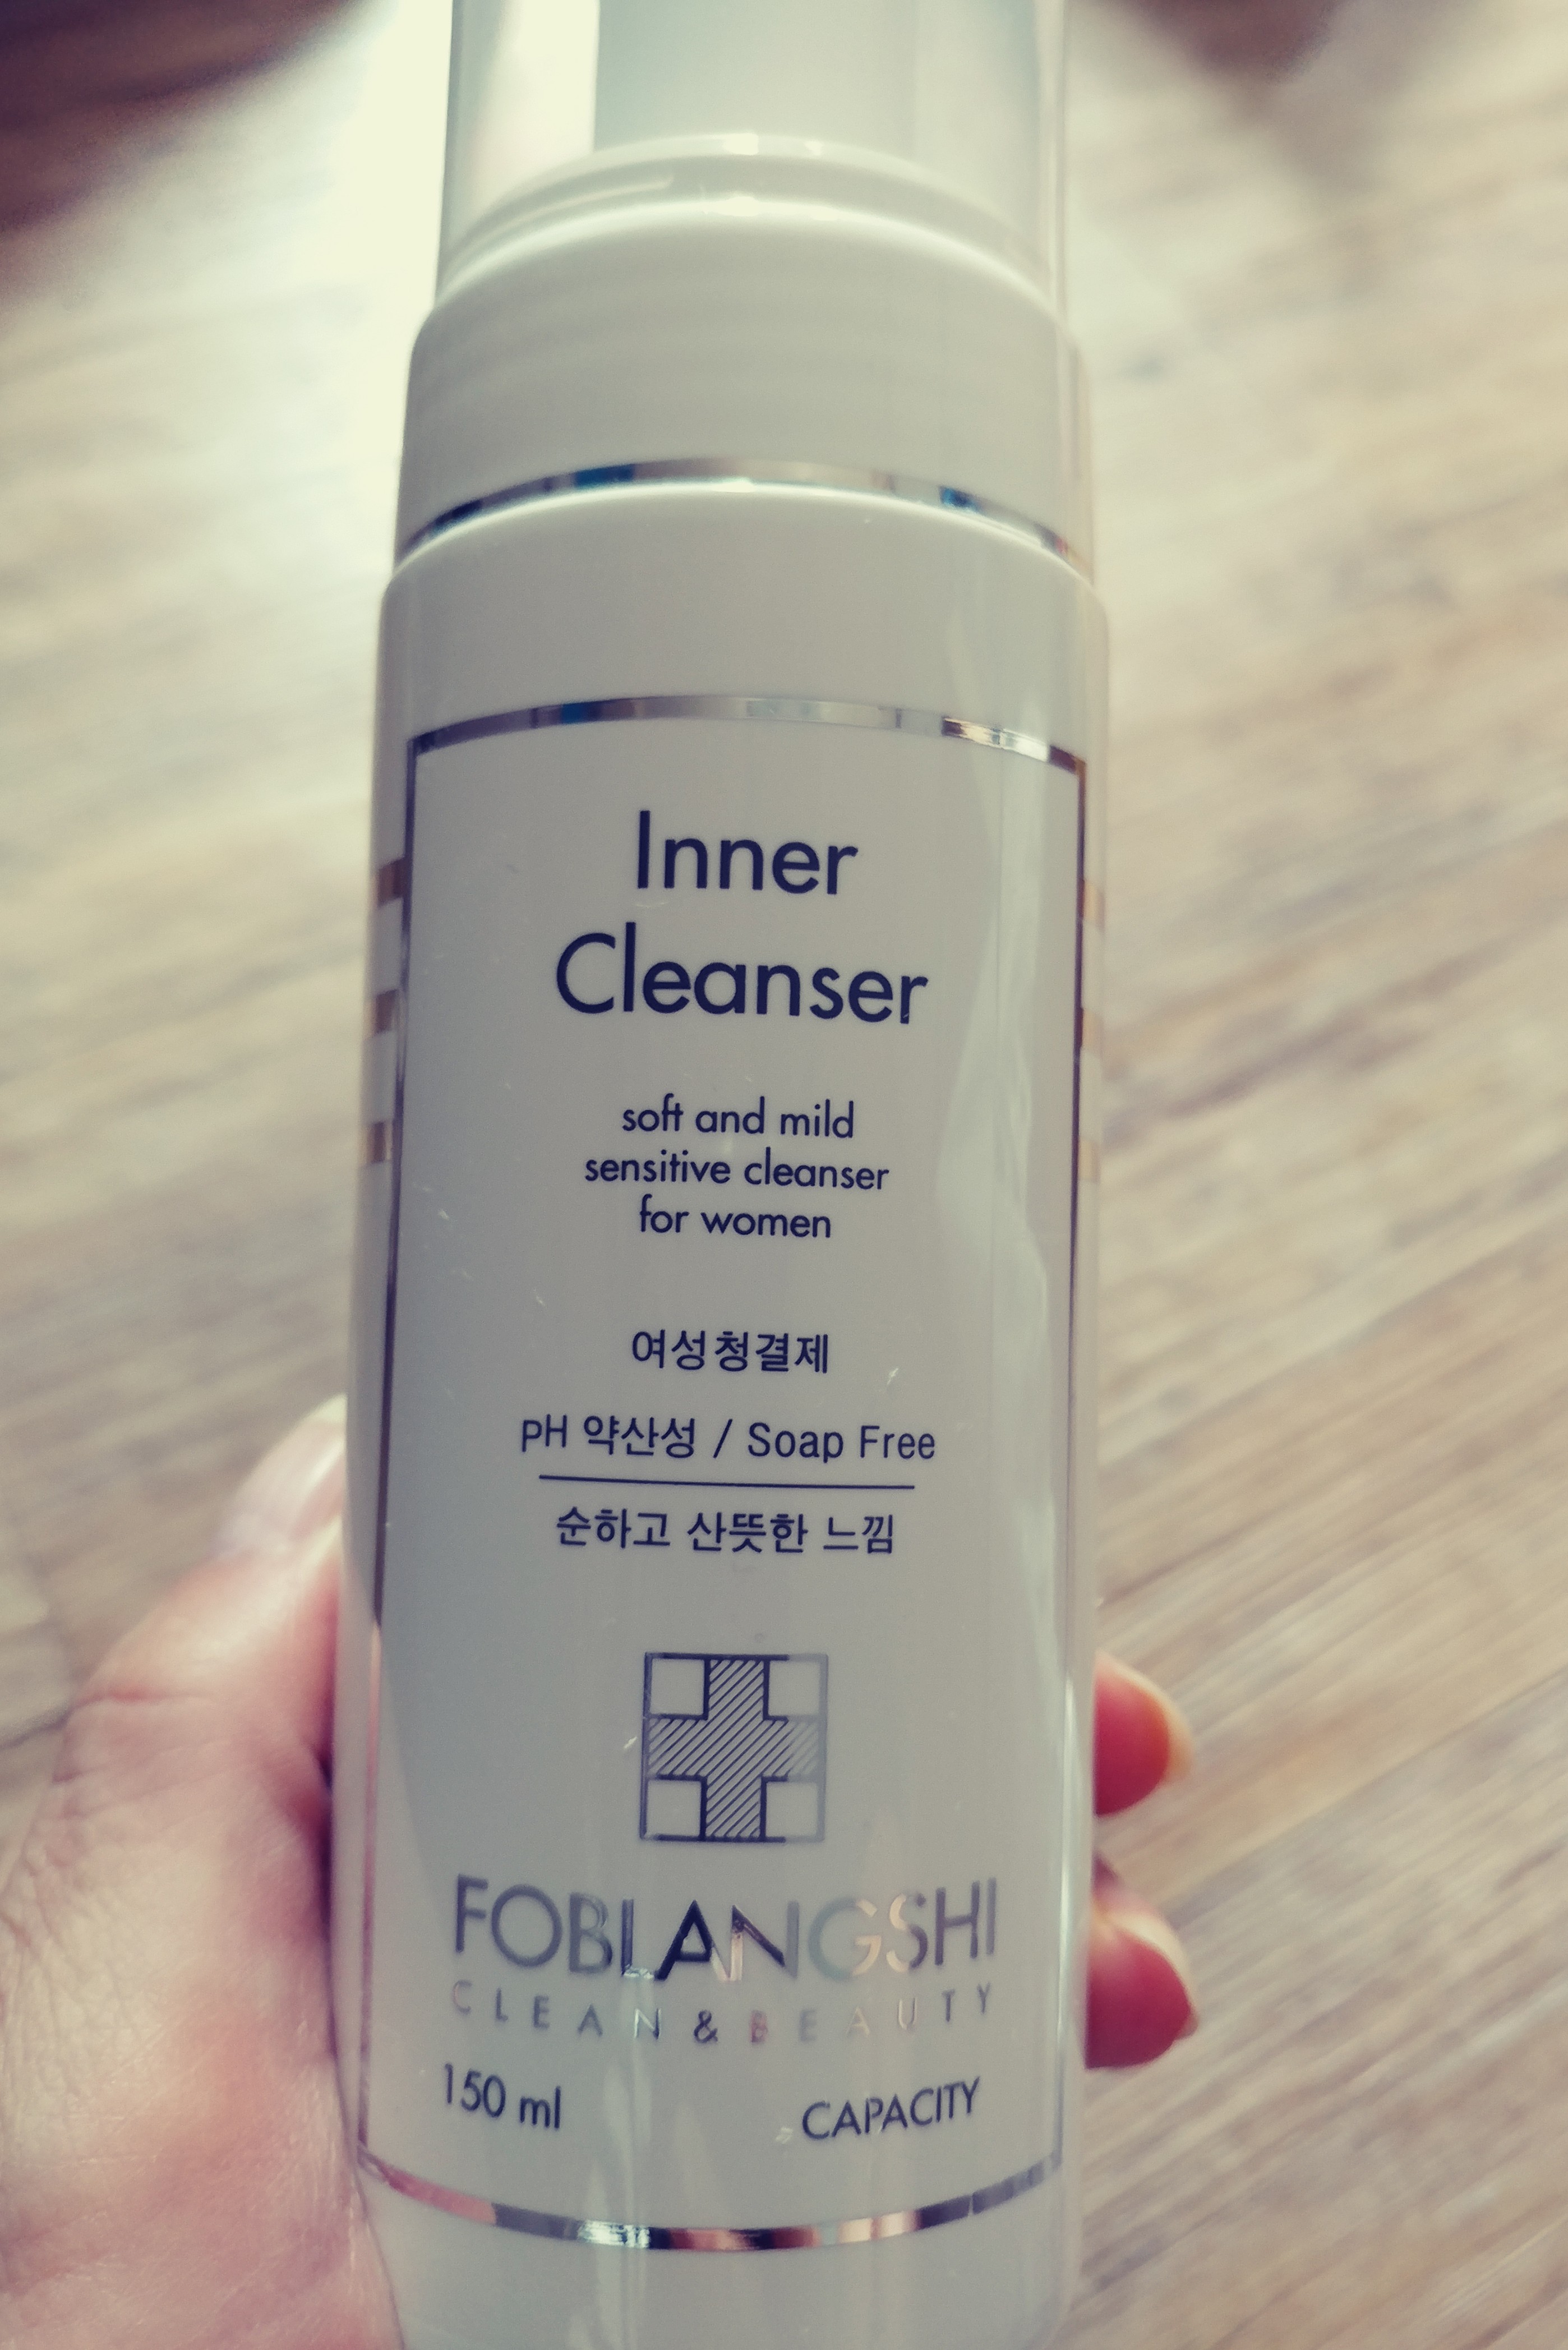 Inner
Cleanser
soft and mild
sensitive cleanser
for women
여성청결제
pH 약산성 / Soap Free
순하고 산뜻한 느낌
FOBLANGSHI
CLEAN & BEAUTY
150 ml CAPACITY